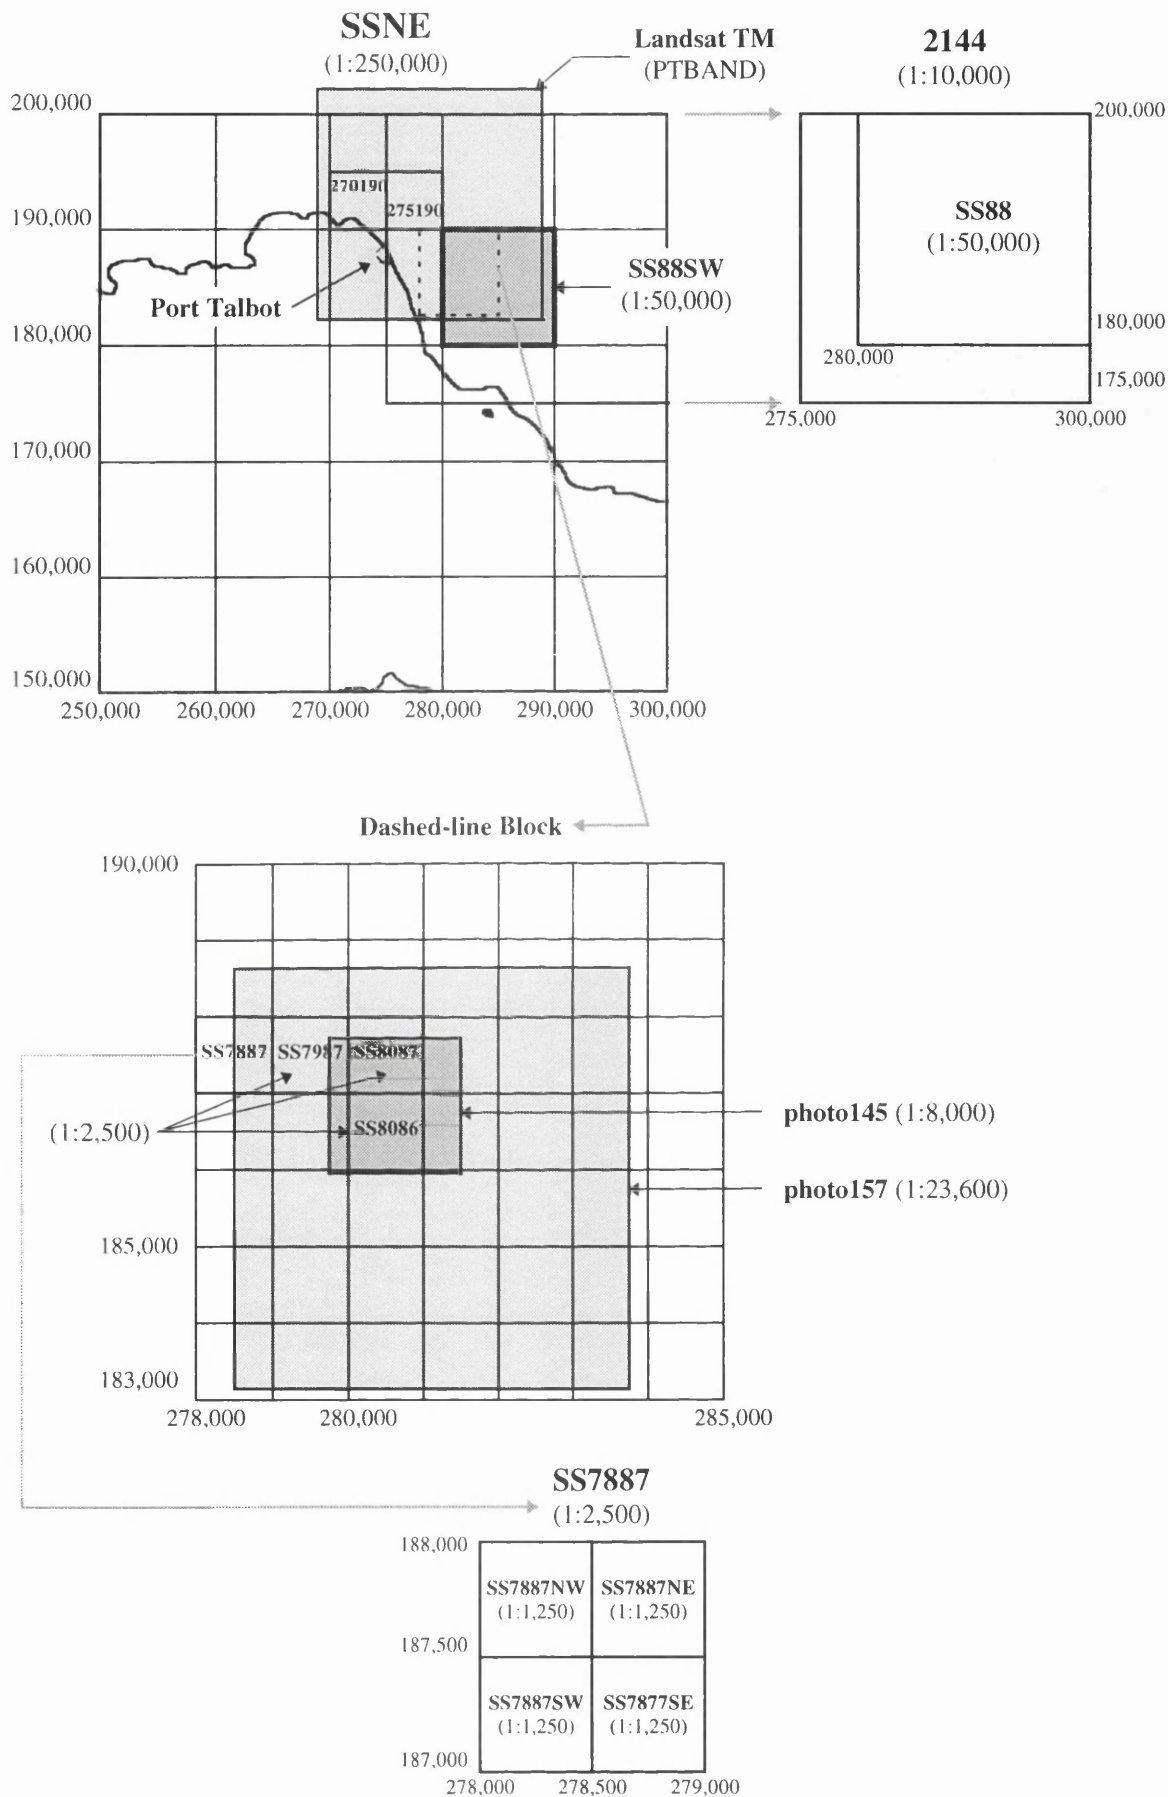 SSNE
(1:250,000)
Landsat TM
(PTBAND)
2144
(1:10,000)
200,000
190,000
180,000
170,000
160,000
150,000
250,000 260,000 270,000 280,000 290,000 300,000
270190
275190
Port Talbot
SS88SW
(1:50,000)
200,000
SS88
(1:50,000)
180,000
280,000
175,000
275,000
300,000
Dashed-line Block
190,000
SS7887 SS7987 SS8087
(1:2,500)
SS8086
photo145 (1:8,000)
photo157 (1:23,600)
185,000
183,000
278,000 280,000 285,000
SS7887
(1:2,500)
188,000
SS7887NW SS7887NE
(1:1,250) (1:1,250)
187,500
SS7887SW SS7877SE
(1:1,250) (1:1,250)
187,000
278,000 278,500 279,000